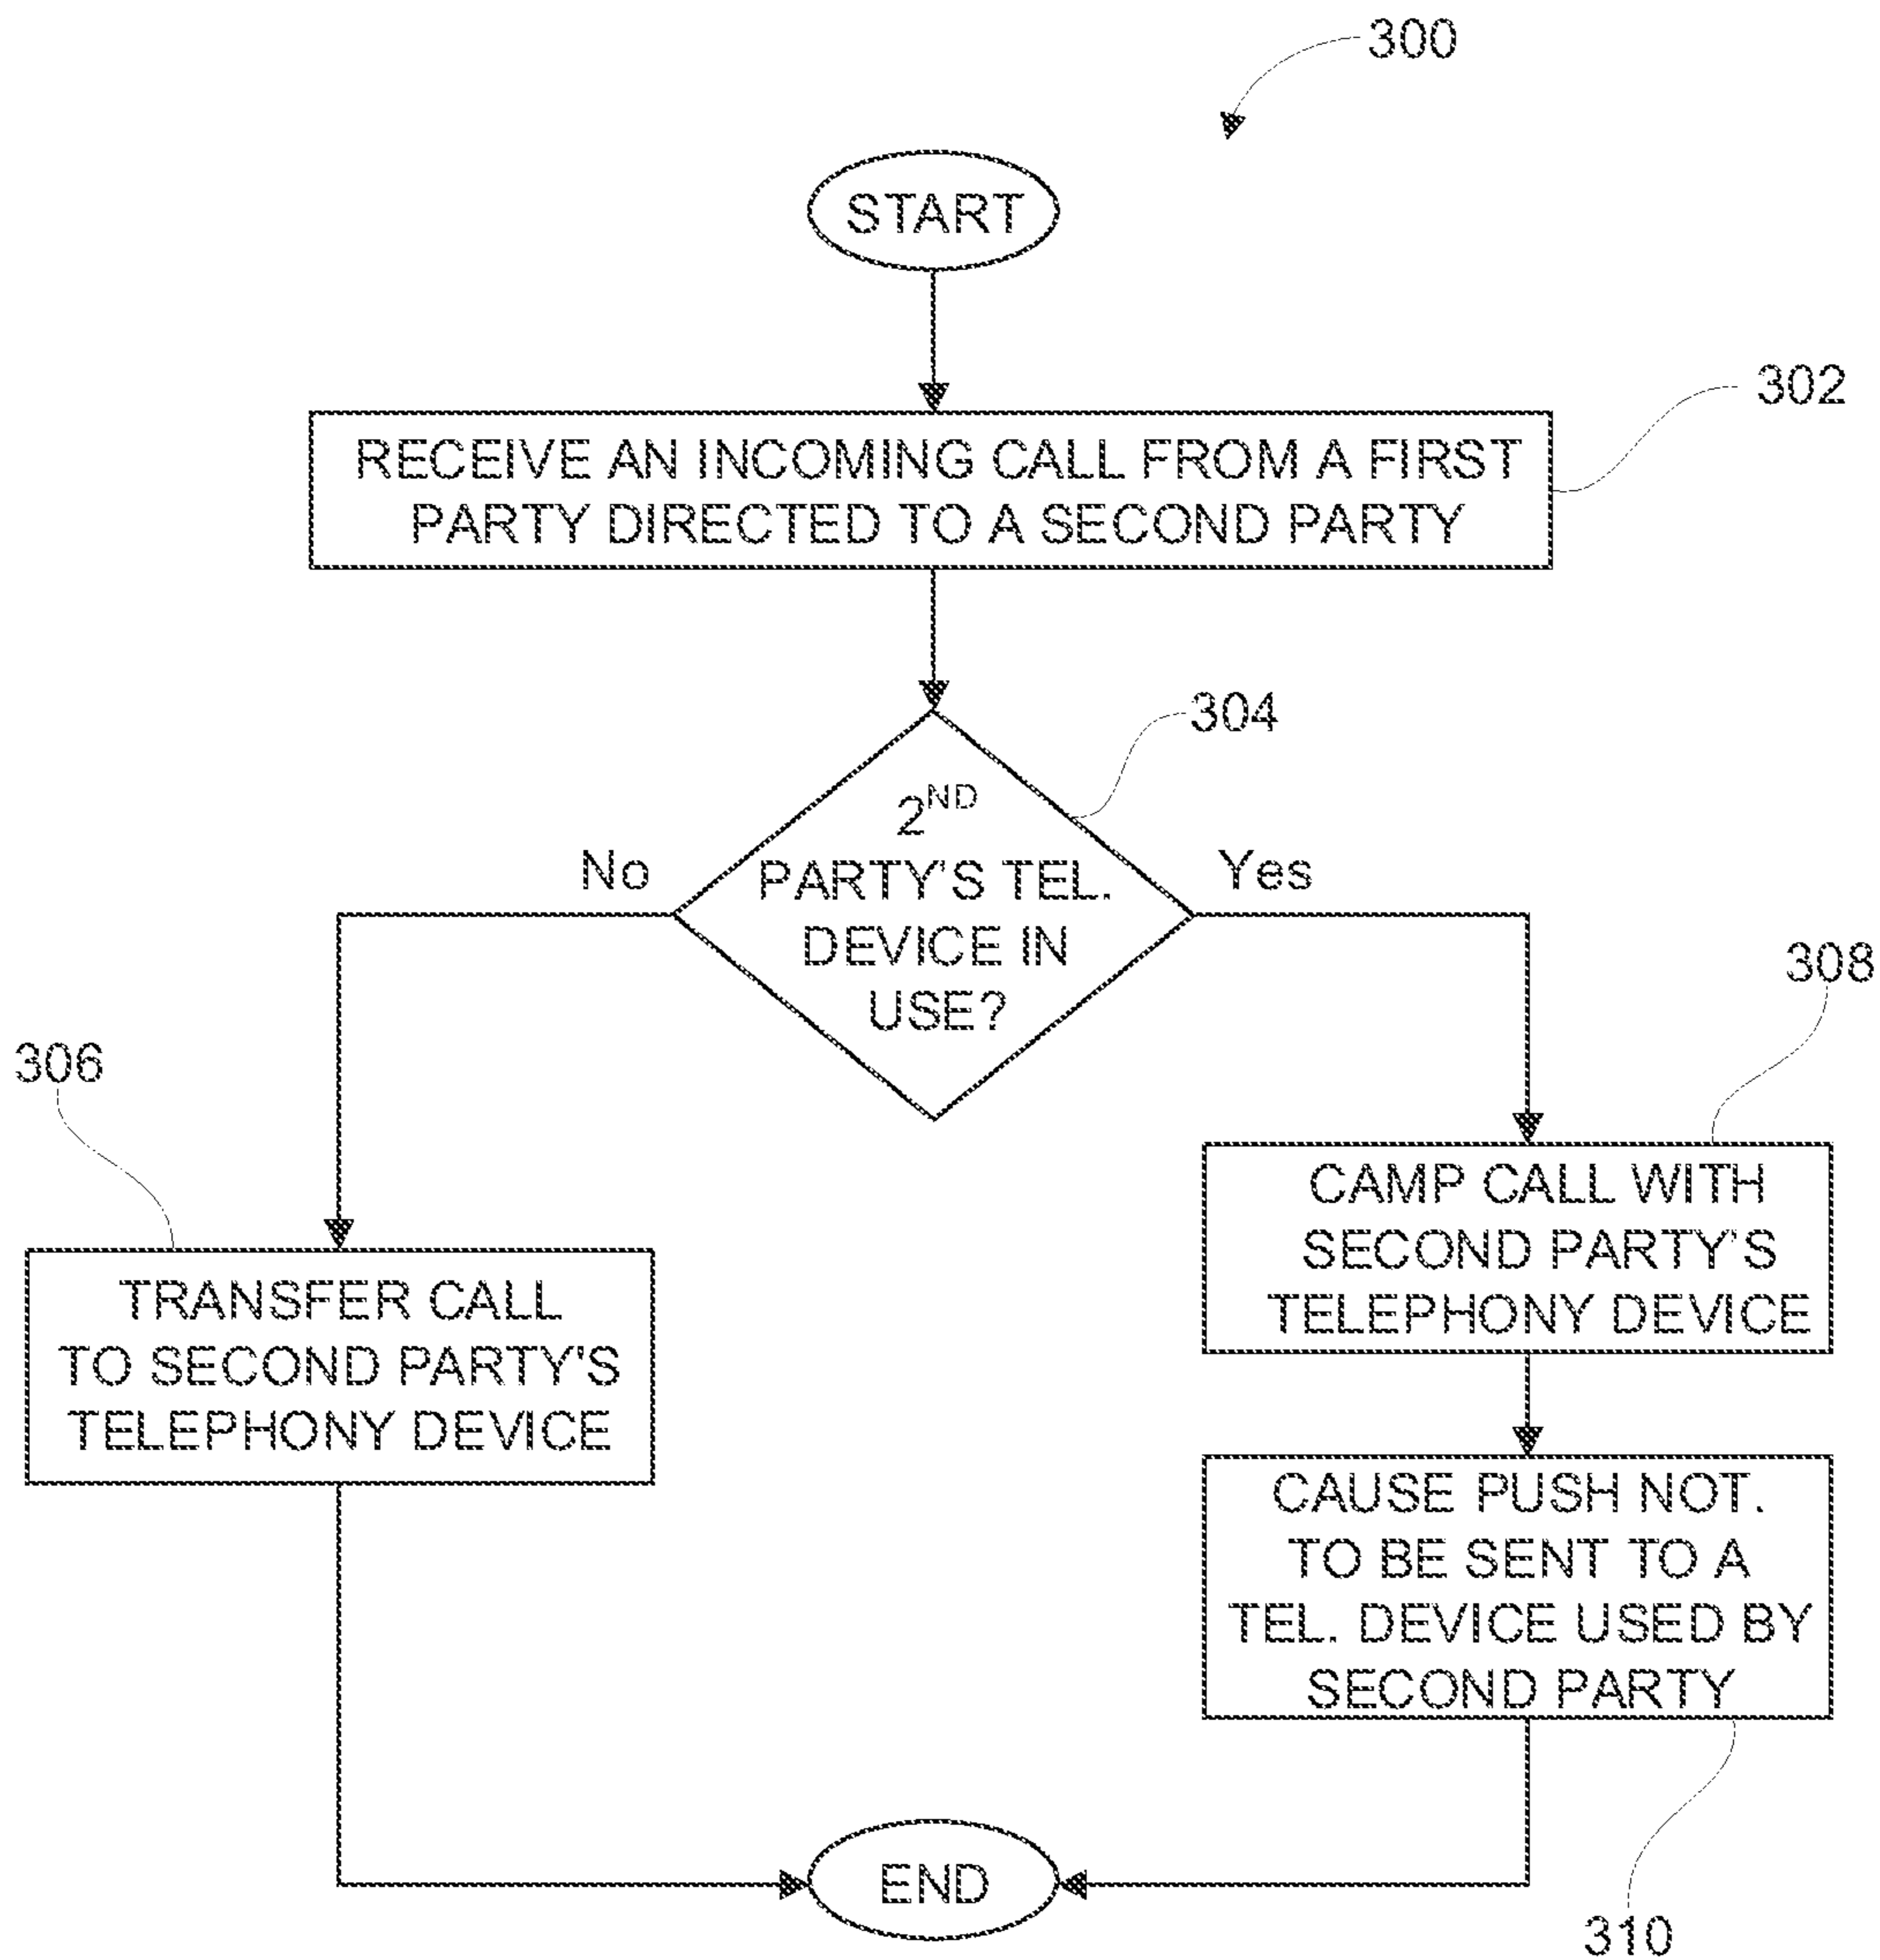 300
START
302
RECEIVE AN INCOMING CALL FROM A FIRST
PARTY DIRECTED TO A SECOND PARTY
304
2ND
PARTY'S TEL.
DEVICE IN
USE?
No
Yes
306
TRANSFER CALL
TO SECOND PARTY'S
TELEPHONY DEVICE
308
CAMP CALL WITH
SECOND PARTY'S
TELEPHONY DEVICE
CAUSE PUSH NOT.
TO BE SENT TO A
TEL. DEVICE USED BY
SECOND PARTY
310
END